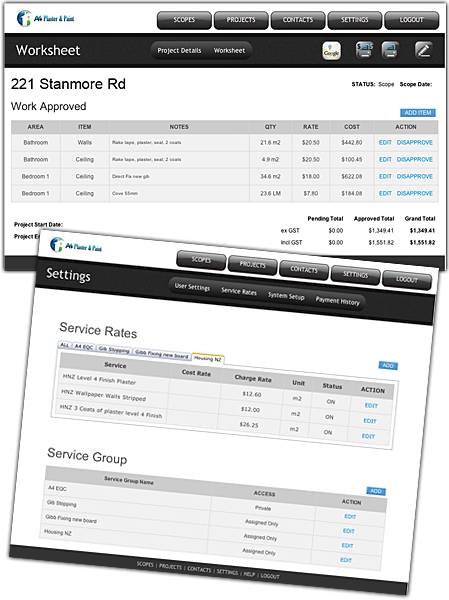 A4 Plaster & Paint
SCOPES PROJECTS CONTACTS SETTINGS LOGOUT
Worksheet Project Details Worksheet Google
221 Stanmore Rd STATUS: Scope Scope Date:
Work Approved ADD ITEM
AREA ITEM NOTES QTY RATE COST ACTION
Bathroom Walls Rake tape, plaster, seal, 2 coats 21.6 m2 $20.50 $442.80 EDIT DISAPPROVE
Bathroom Ceiling Rake tape, plaster, seal, 2 coats 4.9 m2 $20.50 $100.45 EDIT DISAPPROVE
Bedroom 1 Ceiling Direct Fix new gib 34.6 m2 $18.00 $622.08 EDIT DISAPPROVE
Bedroom 1 Ceiling Cove 55mm 23.6 LM $7.80 $184.08 EDIT DISAPPROVE
Pending Total Approved Total Grand Total
Project Start Date: ex GST $0.00 $1,349.41 $1,349.41
Project Incl GST $0.00 $1,551.82 $1,551.82
A4 Plaster & Paint
SCOPES PROJECTS CONTACTS SETTINGS LOGOUT
Settings User Settings Service Rates System Setup Payment History
Service Rates
ALL A4 EQC Gib Stopping Gibb Fixing new board Housing NZ ADD
Service Cost Rate Charge Rate Unit Status ACTION
HNZ Level 4 Finish Plaster $12.60 m2 ON EDIT
HNZ Wallpaper Walls Stripped $12.00 m2 ON EDIT
HNZ 3 Coats of plaster level 4 Finish $26.25 m2 ON EDIT
Service Group ADD
Service Group Name ACCESS ACTION
A4 EQC Private EDIT
Gib Stopping Assigned Only EDIT
Gibb Fixing new board Assigned Only EDIT
Housing NZ Assigned Only EDIT
SCOPES | PROJECTS | CONTACTS | SETTINGS | HELP | LOGOUT